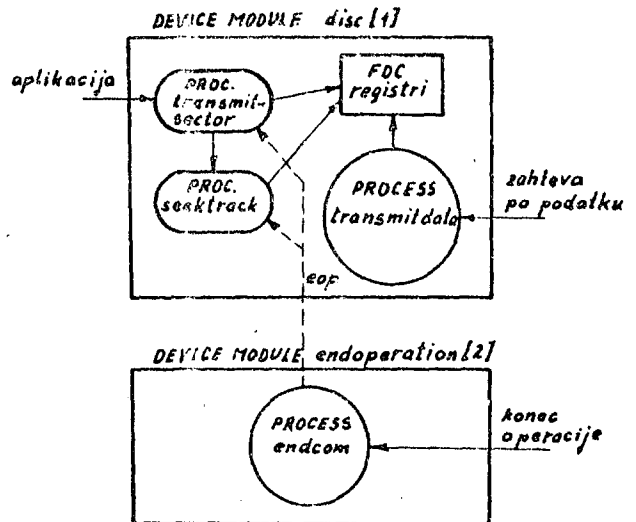 DEVICE MODULE disc[1]
aplikacija
PROC.
transmit-
sector
FDC
registri
PROC.
seektrack
PROCESS
transmitdata
zahteva
po podatku
eop
DEVICE MODULE endoperation[2]
PROCESS
endcom
konec
operacije